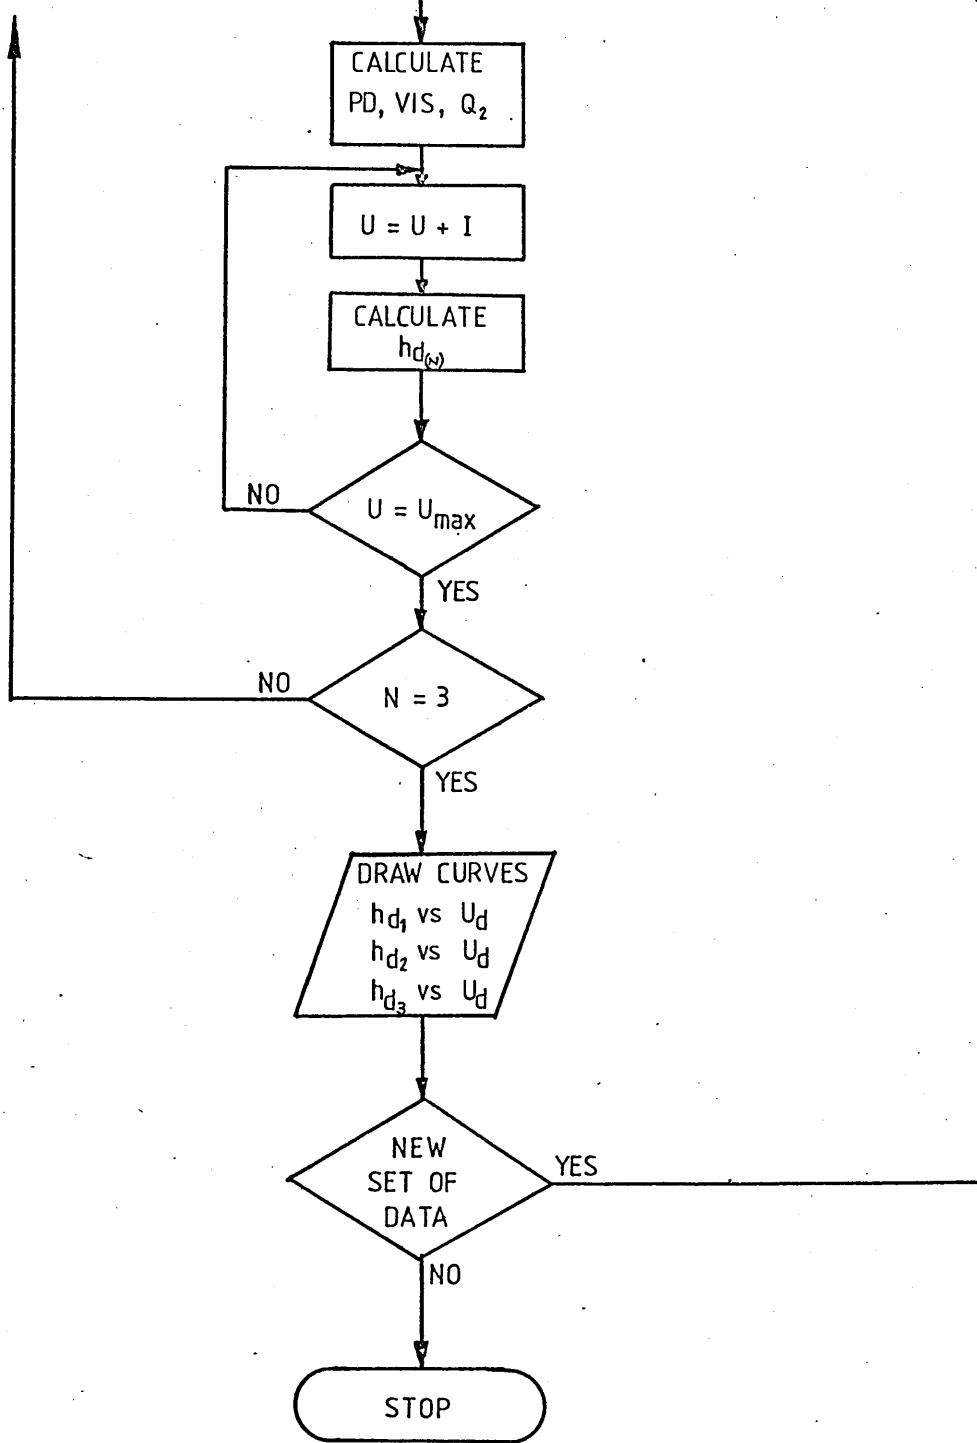 CALCULATE
PD, VIS, Q₂
U = U + I
CALCULATE
hd(N)
NO
U = Umax
YES
NO
N = 3
YES
DRAW CURVES
hd₁ vs Ud
hd₂ vs Ud
hd₃ vs Ud
NEW
SET OF
DATA
YES
NO
STOP